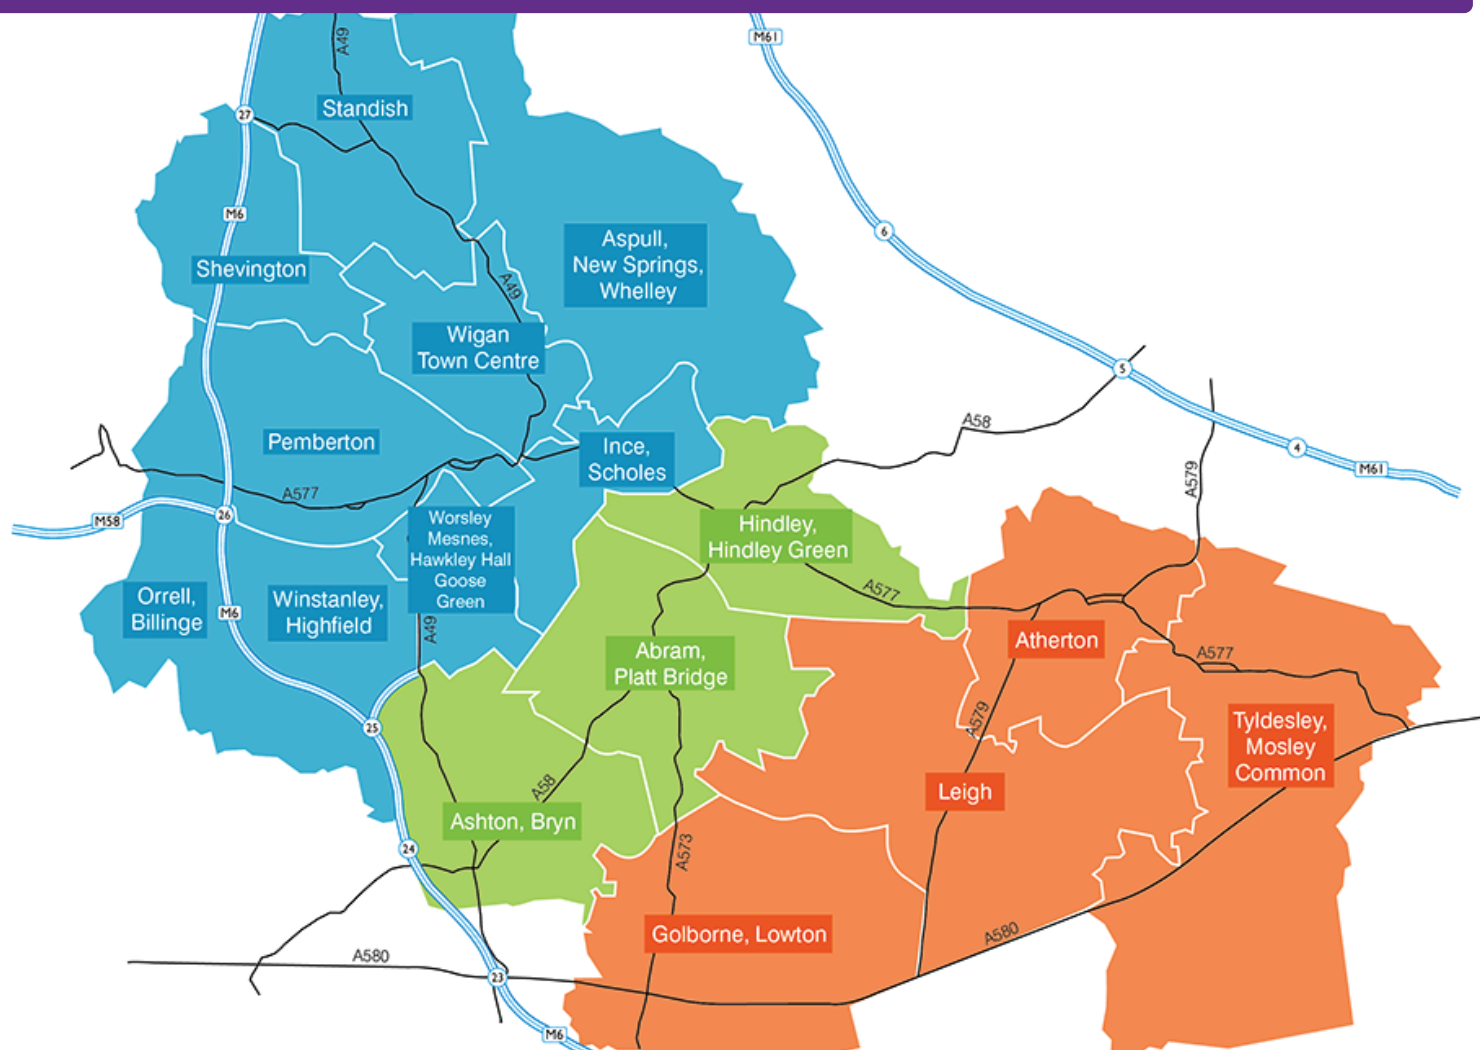 M61
A49
Standish
27
M6
6
Aspull,
New Springs,
Whelley
Shevington
A49
Wigan
Town Centre
5
A58
Pemberton
Ince,
Scholes
4
M61
A579
A577
M58
26
Worsley
Mesnes,
Hawkley Hall
Goose
Green
Hindley,
Hindley Green
A577
Orrell,
Billinge
M6
Winstanley,
Highfield
A49
Atherton
Abram,
Platt Bridge
A577
25
A579
Tyldesley,
Mosley
Common
A58
Leigh
Ashton, Bryn
24
A573
Golborne, Lowton
A580
A580
23
M6